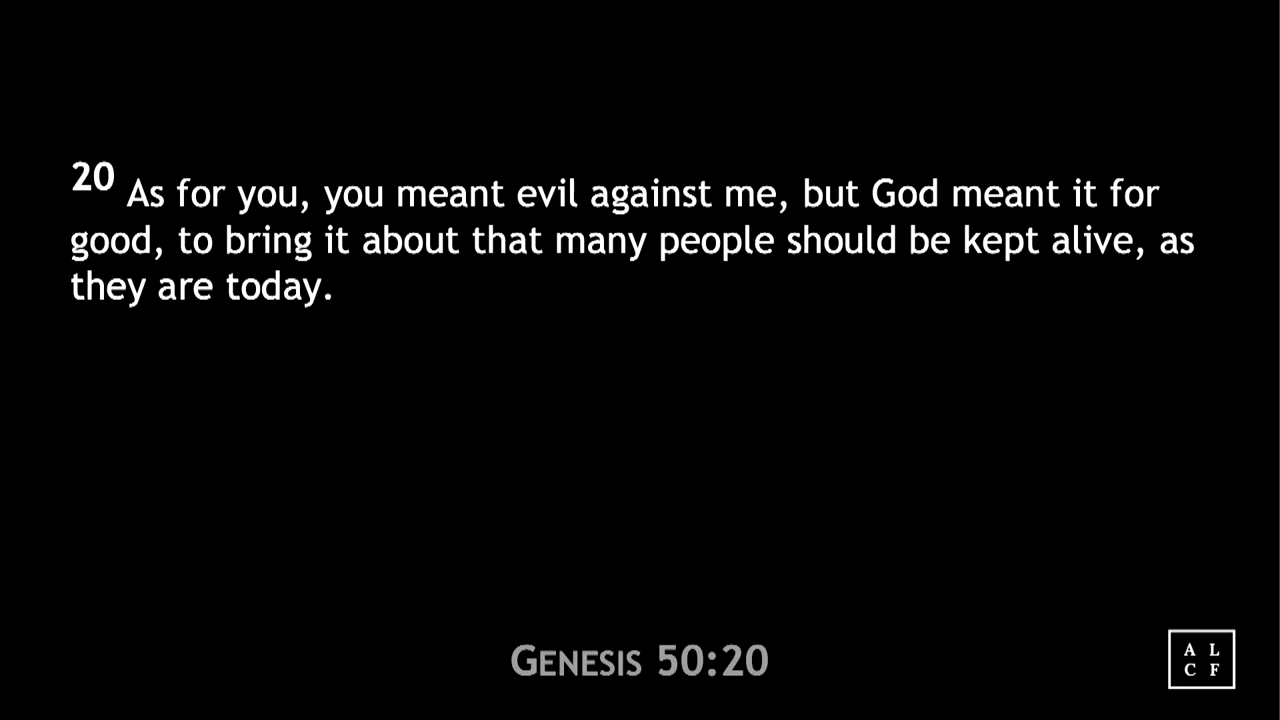 20 As for you, you meant evil against me, but God meant it for
good, to bring it about that many people should be kept alive, as
they are today.
GENESIS 50:20
A L
C F